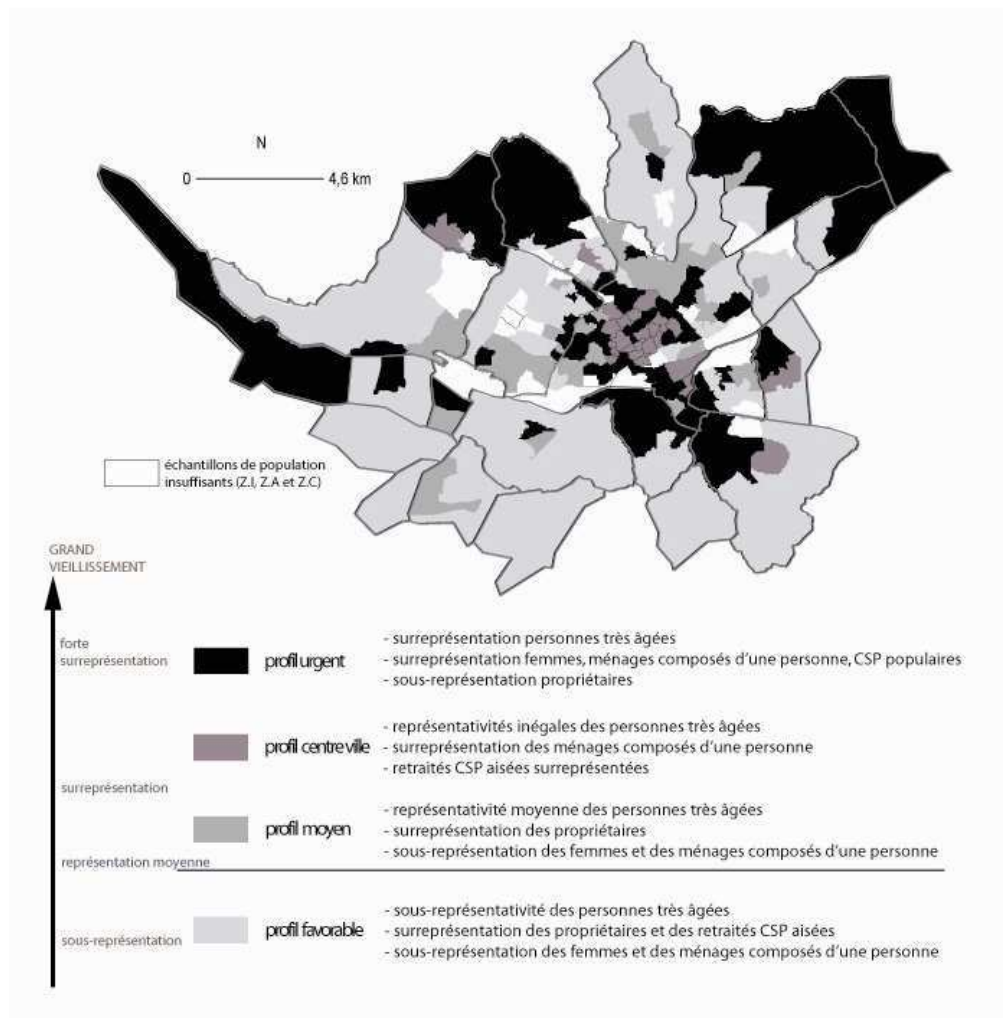 N
0 4,6 km
échantillons de population
insuffisants (Z.I, Z.A et Z.C)
GRAND
VIEILLISSEMENT
forte
surreprésentation
profil urgent
- surreprésentation personnes très âgées
- surreprésentation femmes, ménages composés d'une personne, CSP populaires
- sous-représentation propriétaires
profil centre ville
- représentativités inégales des personnes très âgées
- surreprésentation des ménages composés d'une personne
- retraités CSP aisées surreprésentées
surreprésentation
profil moyen
- représentativité moyenne des personnes très âgées
- surreprésentation des propriétaires
- sous-représentation des femmes et des ménages composés d'une personne
représentation moyenne
profil favorable
- sous-représentativité des personnes très âgées
- surreprésentation des propriétaires et des retraités CSP aisées
- sous-représentation des femmes et des ménages composés d'une personne
sous-représentation